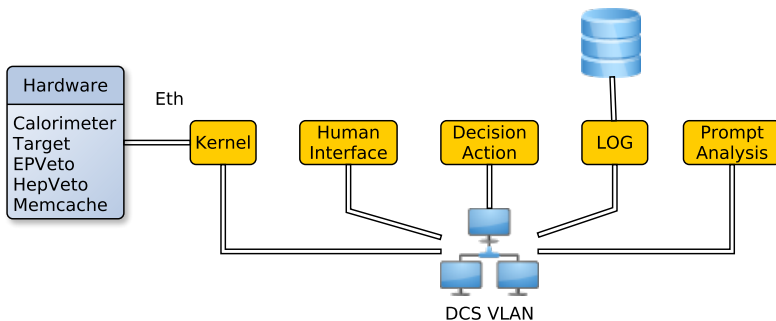 Hardware
Calorimeter
Target
EPVeto
HepVeto
Memcache
Eth
Kernel
Human
Interface
Decision
Action
LOG
Prompt
Analysis
DCS VLAN